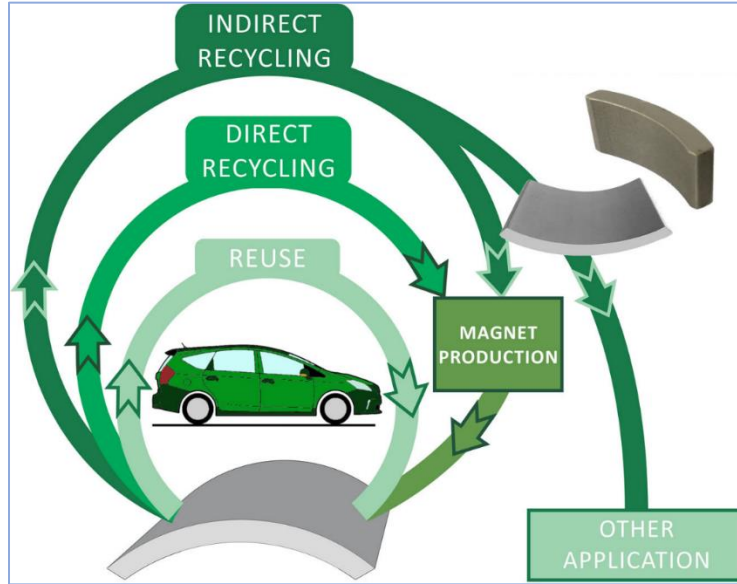 INDIRECT
RECYCLING
DIRECT
RECYCLING
REUSE
MAGNET
PRODUCTION
OTHER
APPLICATION